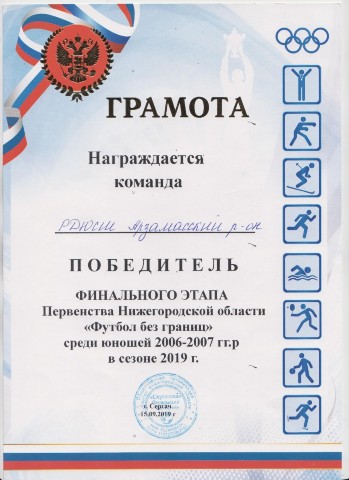 ГРАМОТА
Награждается
команда
РДЮСШ Арзамасский р-он
ПОБЕДИТЕЛЬ
ФИНАЛЬНОГО ЭТАПА
Первенства Нижегородской области
«Футбол без границ»
среди юношей 2006-2007 гг.р
в сезоне 2019 г.
г. Сергач
15.09.2019 г